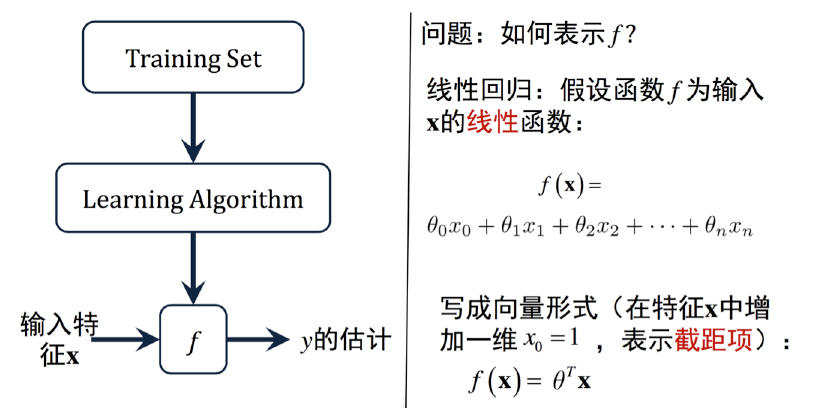 Training Set
Learning Algorithm
输入特
征x
f
y的估计
问题：如何表示f?
线性回归：假设函数f为输入
x的线性函数：
f(x)=
θ₀x₀ + θ₁x₁ + θ₂x₂ + ⋯ + θₙxₙ
写成向量形式（在特征x中增
加一维 x₀ =1 ，表示截距项）：
f(x)= θᵀx